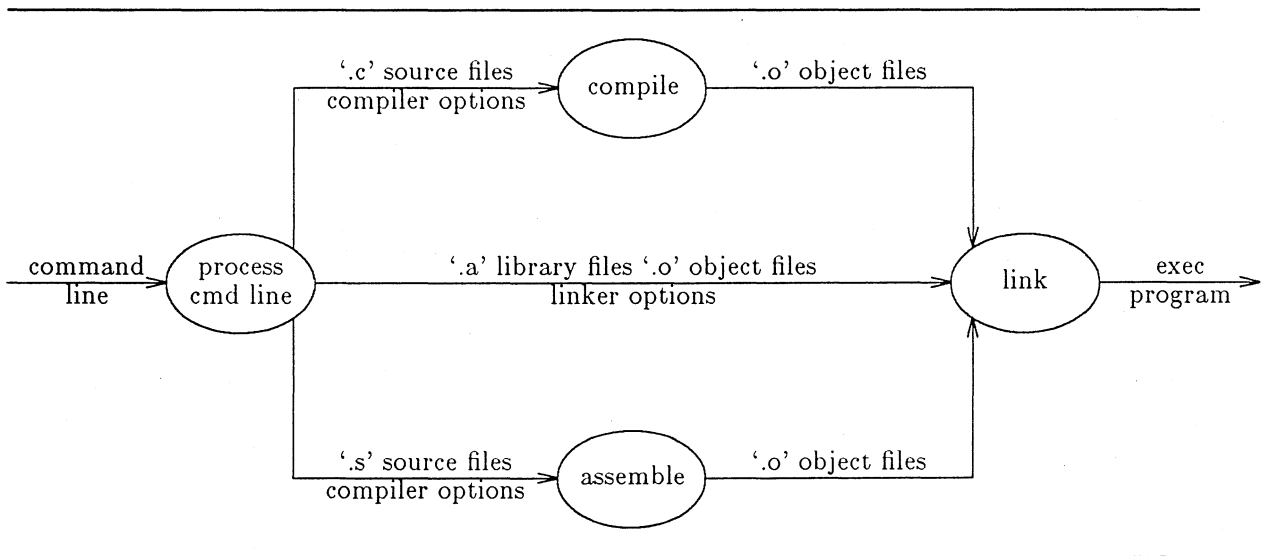 ‘.c’ source files
compiler options
compile
‘.o’ object files
command
line
process
cmd line
‘.a’ library files ‘.o’ object files
linker options
link
exec
program
‘.s’ source files
compiler options
assemble
‘.o’ object files